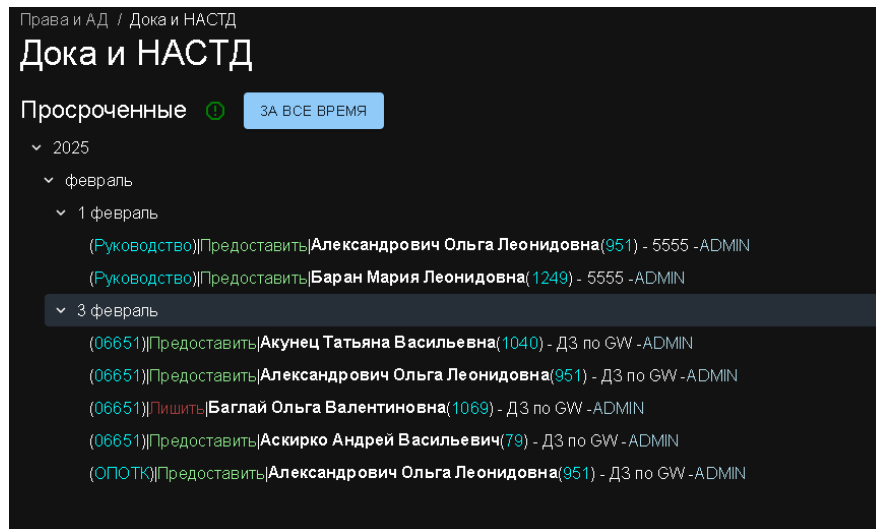 Права и АД / Дока и НАСТД
Дока и НАСТД
Просроченные ЗА ВСЕ ВРЕМЯ
2025
февраль
1 февраль
(Руководство)|Предоставить|Александрович Ольга Леонидовна(951) - 5555 -ADMIN
(Руководство)|Предоставить|Баран Мария Леонидовна(1249) - 5555 -ADMIN
3 февраль
(06651)|Предоставить|Акунец Татьяна Васильевна(1040) - ДЗ по GW -ADMIN
(06651)|Предоставить|Александрович Ольга Леонидовна(951) - ДЗ по GW -ADMIN
(06651)|Лишить|Баглай Ольга Валентиновна(1069) - ДЗ по GW -ADMIN
(06651)|Предоставить|Аскирко Андрей Васильевич(79) - ДЗ по GW -ADMIN
(ОПОТК)|Предоставить|Александрович Ольга Леонидовна(951) - ДЗ по GW -ADMIN